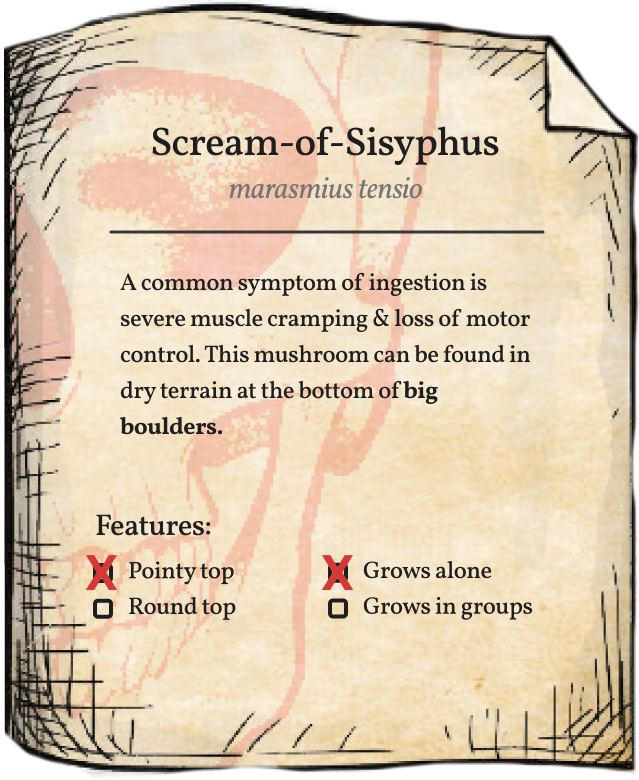 Scream-of-Sisyphus
marasmius tensio
A common symptom of ingestion is
severe muscle cramping & loss of motor
control. This mushroom can be found in
dry terrain at the bottom of big
boulders.
Features:
X Pointy top
X Grows alone
Round top
Grows in groups